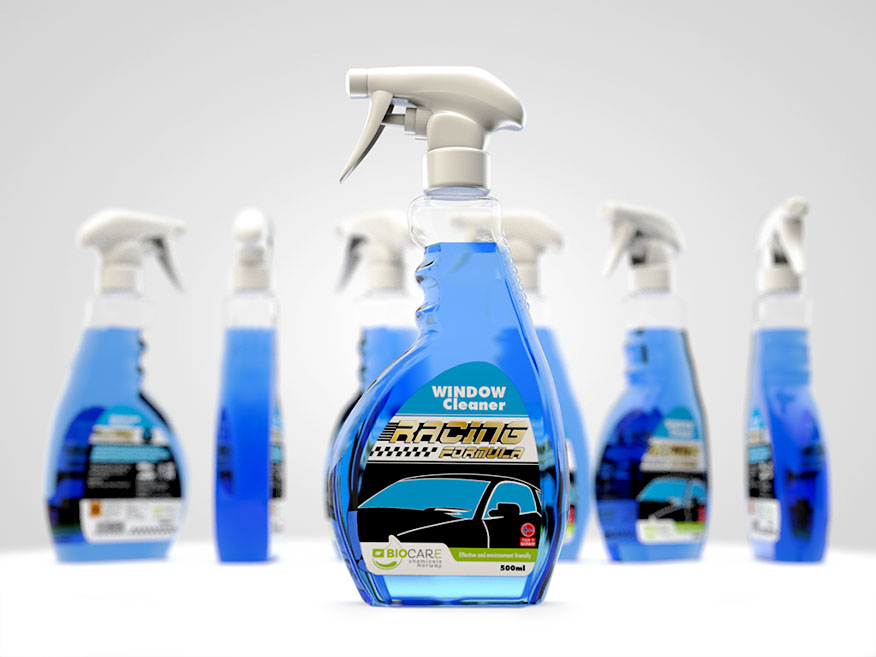 WINDOW
Cleaner
RACING
FORMULA
BIOCARE
chemicals
Norway
Effective and environment friendly
500ml